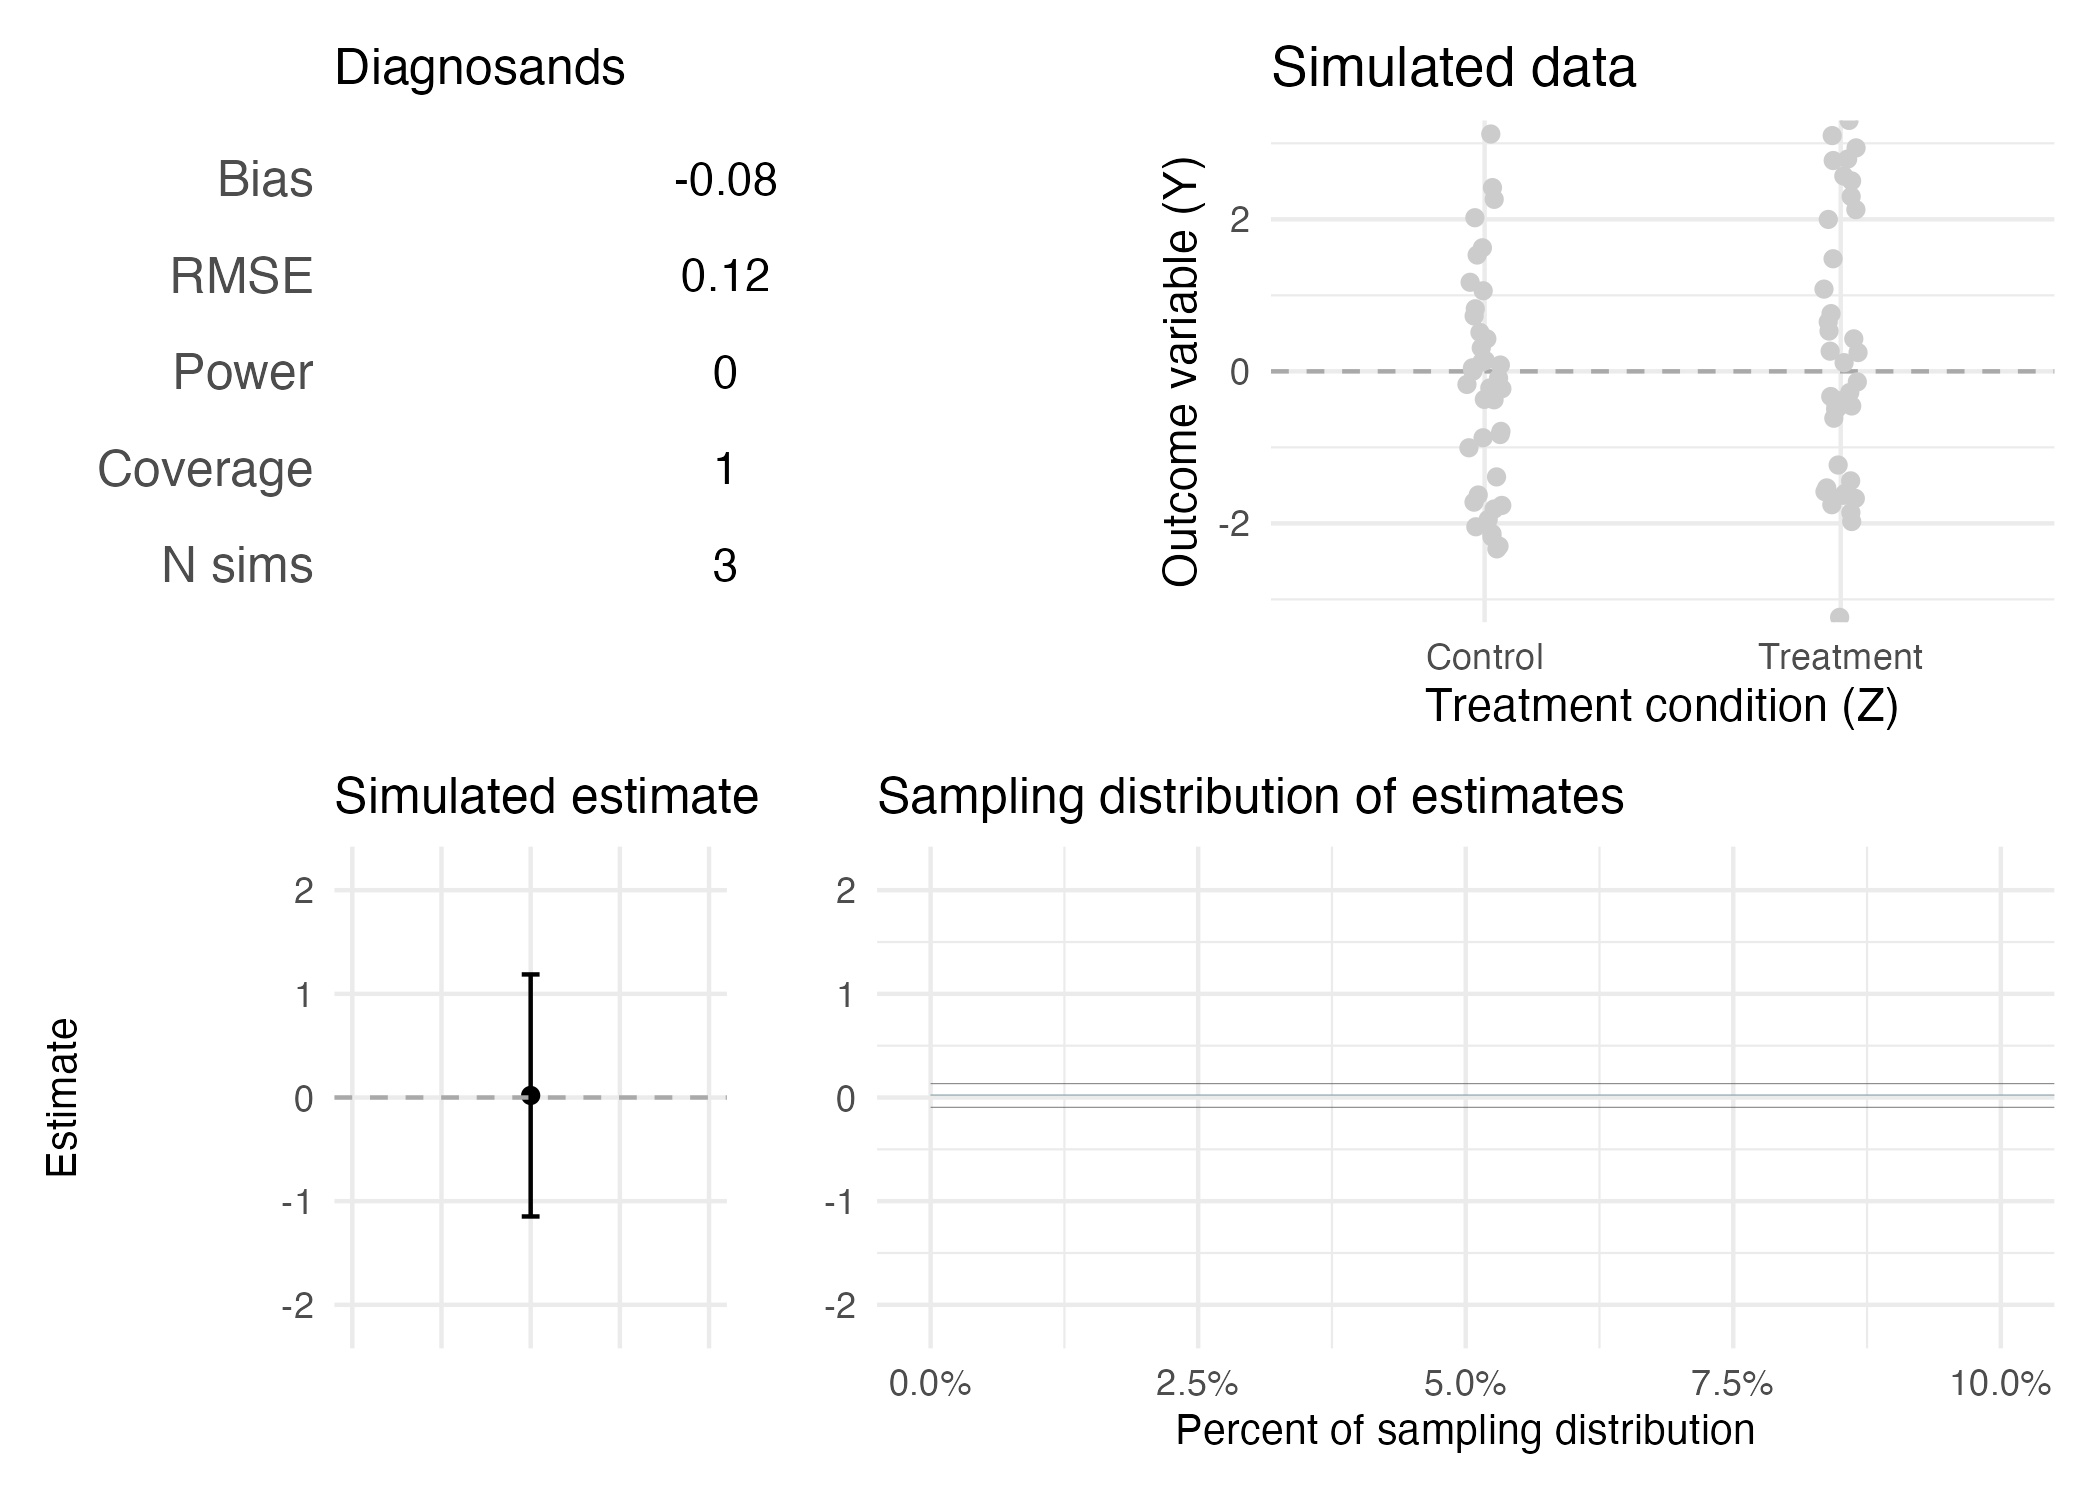 Diagnosands
Bias -0.08
RMSE 0.12
Power 0
Coverage 1
N sims 3
Simulated data
Outcome variable (Y)
2
0
-2
Control Treatment
Treatment condition (Z)
Simulated estimate
Estimate
2
1
0
-1
-2
Sampling distribution of estimates
2
1
0
-1
-2
0.0% 2.5% 5.0% 7.5% 10.0%
Percent of sampling distribution